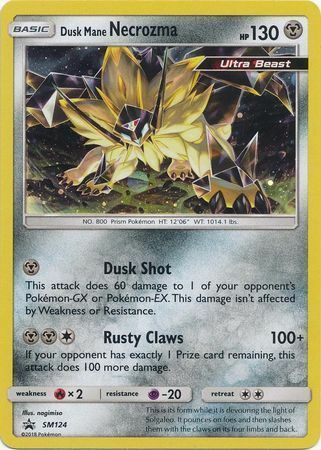 BASIC
Dusk Mane Necrozma HP 130
Ultra Beast
NO. 800 Prism Pokémon HT: 12'06" WT: 1014.1 lbs.
Dusk Shot
This attack does 60 damage to 1 of your opponent's
Pokémon-GX or Pokémon-EX. This damage isn't affected
by Weakness or Resistance.
Rusty Claws 100+
If your opponent has exactly 1 Prize card remaining, this
attack does 100 more damage.
weakness ×2 resistance -20 retreat
Illus. nagimiso
SM124
©2018 Pokémon
This is its form while it is devouring the light of
Solgaleo. It pounces on foes and then slashes
them with the claws on its four limbs and back.